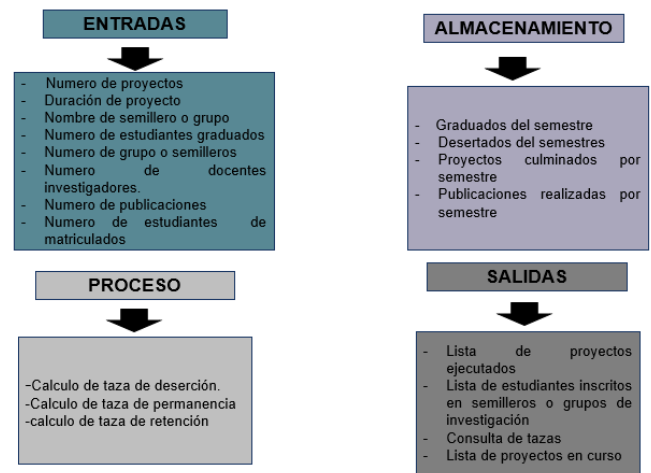 ENTRADAS
- Numero de proyectos
- Duración de proyecto
- Nombre de semillero o grupo
- Numero de estudiantes graduados
- Numero de grupo o semilleros
- Numero de docentes
investigadores.
- Numero de publicaciones
- Numero de estudiantes de
matriculados
ALMACENAMIENTO
- Graduados del semestre
- Desertados del semestres
- Proyectos culminados por
semestre
- Publicaciones realizadas por
semestre
PROCESO
-Calculo de taza de deserción.
-Calculo de taza de permanencia
-calculo de taza de retención
SALIDAS
- Lista de proyectos
ejecutados
- Lista de estudiantes inscritos
en semilleros o grupos de
investigación
- Consulta de tazas
- Lista de proyectos en curso